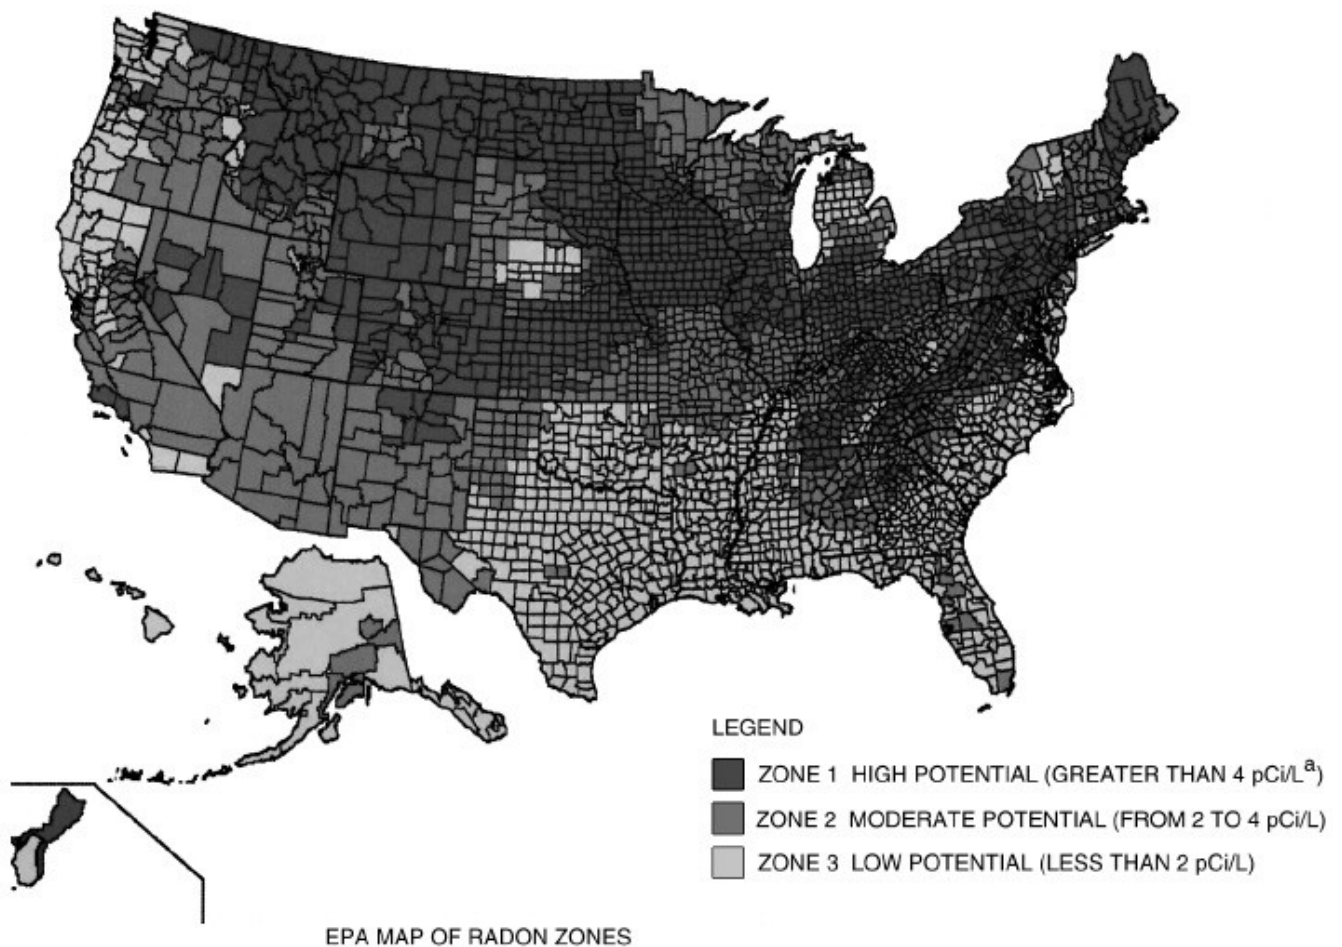 LEGEND
ZONE 1 HIGH POTENTIAL (GREATER THAN 4 pCi/Lª)
ZONE 2 MODERATE POTENTIAL (FROM 2 TO 4 pCi/L)
ZONE 3 LOW POTENTIAL (LESS THAN 2 pCi/L)
EPA MAP OF RADON ZONES